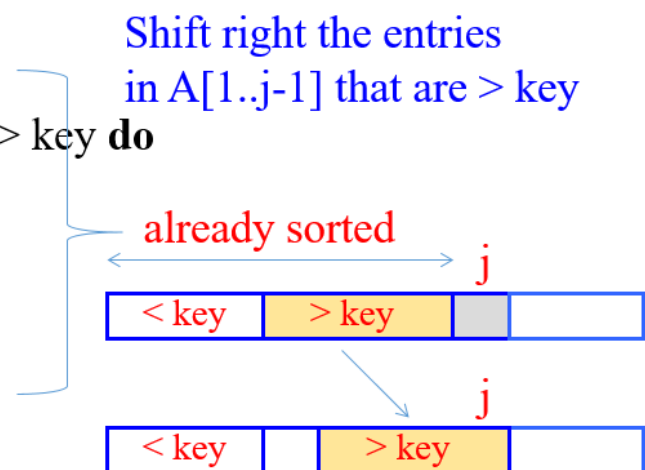 Shift right the entries
in A[1..j-1] that are > key
> key do
already sorted
j
< key > key
j
< key > key